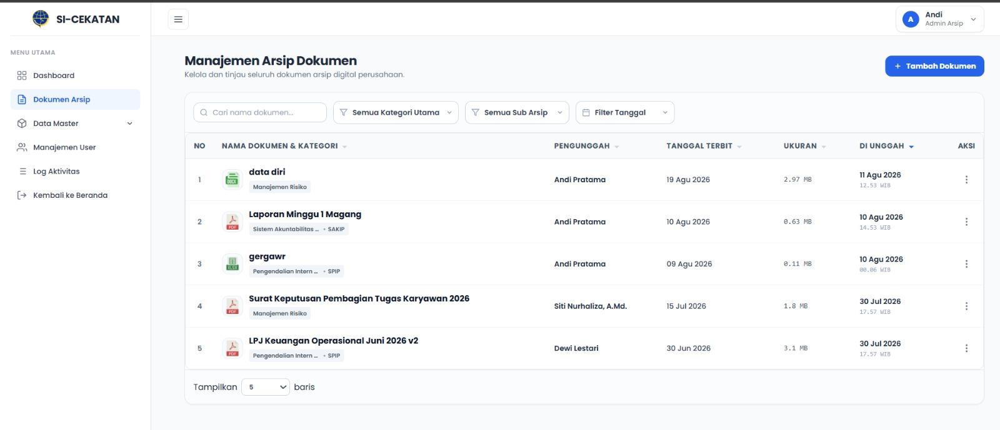 SI-CEKATAN
A
Andi
Admin Arsip
MENU UTAMA
Dashboard
Dokumen Arsip
Data Master
Manajemen User
Log Aktivitas
Kembali ke Beranda
Manajemen Arsip Dokumen
Kelola dan tinjau seluruh dokumen arsip digital perusahaan.
+ Tambah Dokumen
Cari nama dokumen...
Semua Kategori Utama
Semua Sub Arsip
Filter Tanggal
NO NAMA DOKUMEN & KATEGORI PENGUNGGAH TANGGAL TERBIT UKURAN DI UNGGAH AKSI
1 DOCX data diri Andi Pratama 19 Agu 2026 2.97 MB 11 Agu 2026
Manajemen Risiko 12.53 WIB
2 PDF Laporan Minggu 1 Magang Andi Pratama 10 Agu 2026 0.63 MB 10 Agu 2026
Sistem Akuntabilitas ... • SAKIP 14.53 WIB
3 XLSX gergawr Andi Pratama 09 Agu 2026 0.11 MB 10 Agu 2026
Pengendalian Intern ... • SPIP 00.06 WIB
4 PDF Surat Keputusan Pembagian Tugas Karyawan 2026 Siti Nurhaliza, A.Md. 15 Jul 2026 1.8 MB 30 Jul 2026
Manajemen Risiko 17.57 WIB
5 PDF LPJ Keuangan Operasional Juni 2026 v2 Dewi Lestari 30 Jun 2026 3.1 MB 30 Jul 2026
Pengendalian Intern ... • SPIP 17.57 WIB
Tampilkan 5 baris